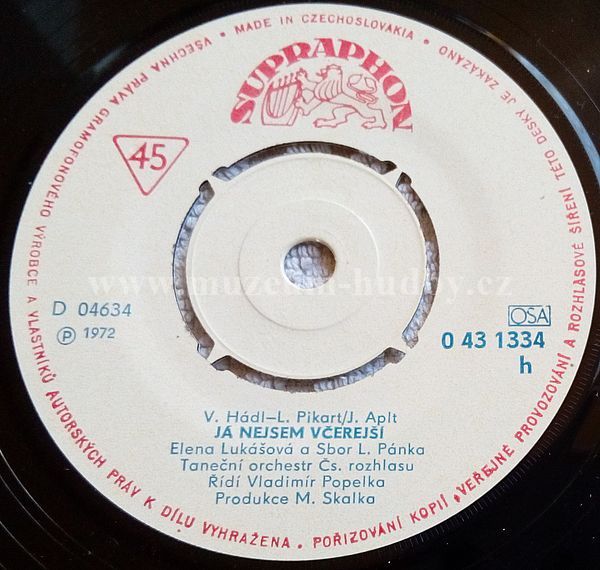 MADE IN CZECHOSLOVAKIA
SUPRAPHON
45
D 04634
Ⓟ 1972
OSA
0 43 1334
h
V. Hádl–L. Pikart/J. Aplt
JÁ NEJSEM VČEREJŠÍ
Elena Lukášová a Sbor L. Pánka
Taneční orchestr Čs. rozhlasu
Řídí Vladimír Popelka
Produkce M. Skalka
VŠECHNA PRÁVA GRAMOFONOVÉHO VÝROBCE A VLASTNÍKŮ AUTORSKÝCH PRÁV K DÍLU VYHRAŽENA. POŘIZOVÁNÍ KOPIÍ, VEŘEJNÉ PROVOZOVÁNÍ A ROZHLASOVÉ ŠÍŘENÍ TÉTO DESKY JE ZAKÁZÁNO
www.muzeum-hudby.cz